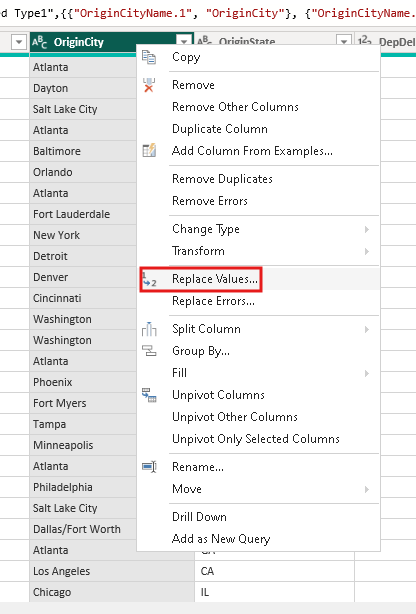 ed Type1",{{"OriginCityName.1", "OriginCity"}, {"OriginCityName.
ABC OriginCity ABC OriginState 123 DepDel
Atlanta
Dayton
Salt Lake City
Atlanta
Baltimore
Orlando
Atlanta
Fort Lauderdale
New York
Detroit
Denver
Cincinnati
Washington
Washington
Atlanta
Phoenix
Fort Myers
Tampa
Minneapolis
Atlanta
Philadelphia
Salt Lake City
Dallas/Fort Worth
Atlanta
Los Angeles CA
Chicago IL
Copy
Remove
Remove Other Columns
Duplicate Column
Add Column From Examples...
Remove Duplicates
Remove Errors
Change Type
Transform
Replace Values...
Replace Errors...
Split Column
Group By...
Fill
Unpivot Columns
Unpivot Other Columns
Unpivot Only Selected Columns
Rename...
Move
Drill Down
Add as New Query